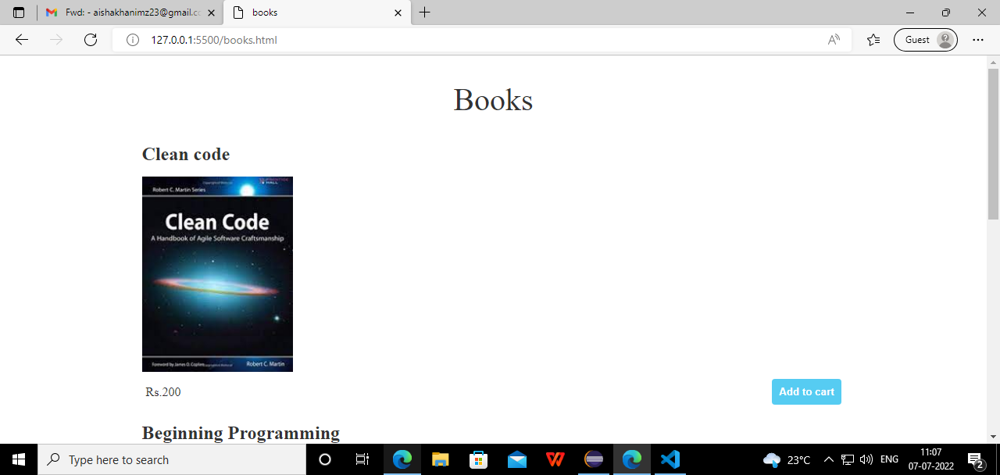 Fwd: - aishakhanimz23@gmail.co
books
127.0.0.1:5500/books.html
Guest
Books
Clean code
Robert C. Martin Series
Clean Code
A Handbook of Agile Software Craftsmanship
Foreword by James O. Coplien
Robert C. Martin
Rs.200
Add to cart
Beginning Programming
Type here to search
23°C
ENG
11:07
07-07-2022
2